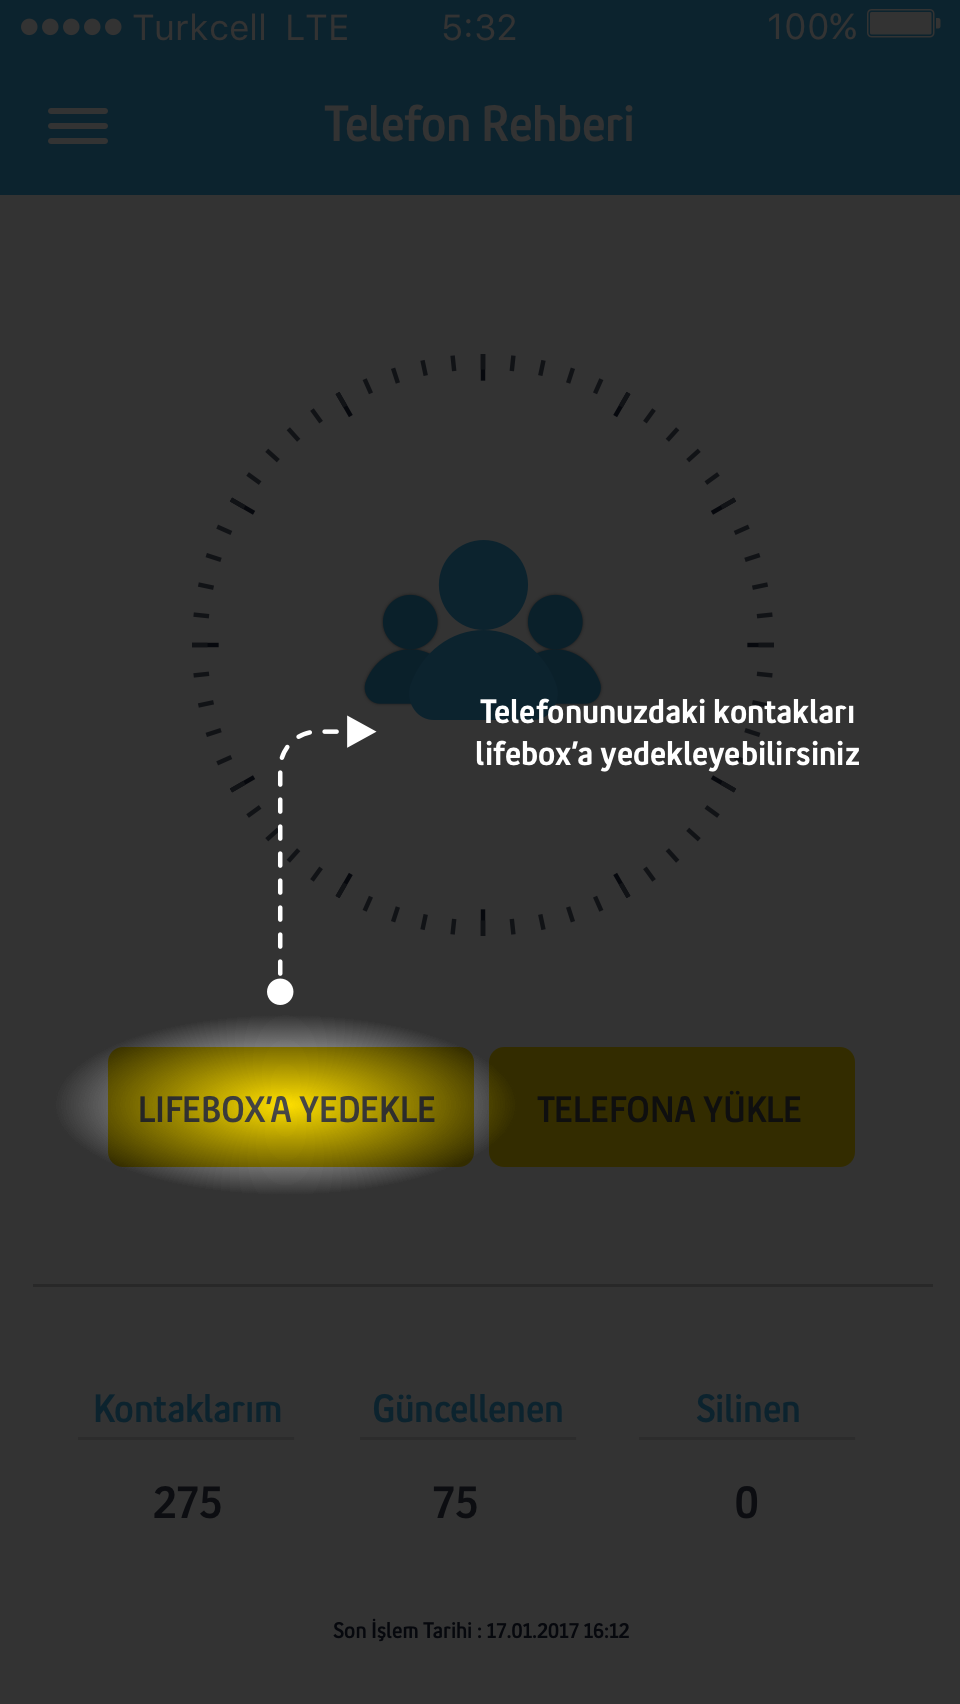 Turkcell LTE 5:32 100%
Telefon Rehberi
Telefonunuzdaki kontakları
lifebox'a yedekleyebilirsiniz
LIFEBOX'A YEDEKLE TELEFONA YÜKLE
Kontaklarım Güncellenen Silinen
275 75 0
Son İşlem Tarihi : 17.01.2017 16:12